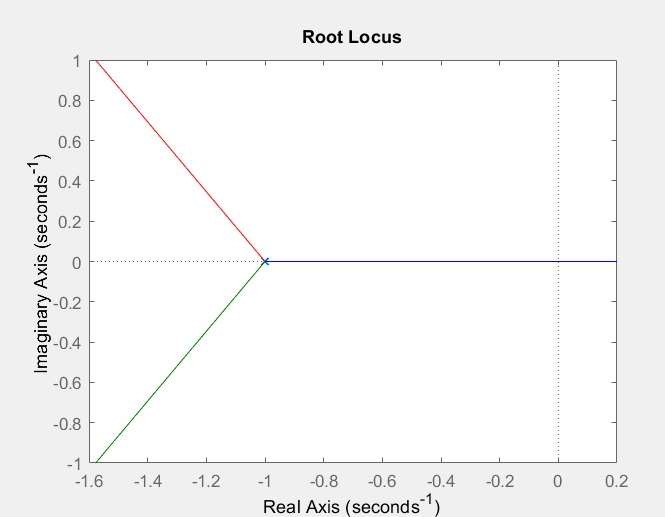 Root Locus
1
0.8
0.6
0.4
0.2
0
-0.2
-0.4
-0.6
-0.8
-1
Imaginary Axis (seconds⁻¹)
-1.6 -1.4 -1.2 -1 -0.8 -0.6 -0.4 -0.2 0 0.2
Real Axis (seconds⁻¹)